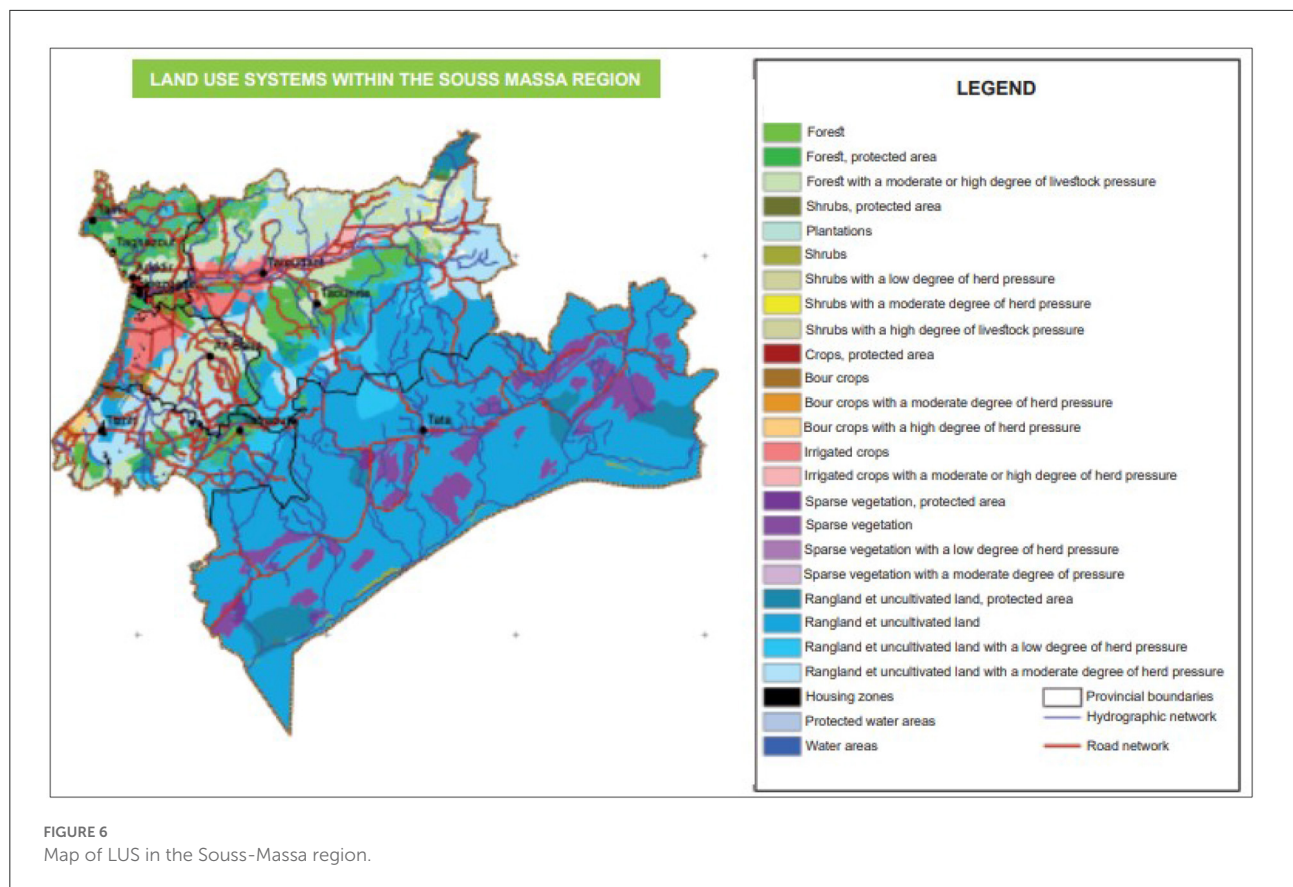 LAND USE SYSTEMS WITHIN THE SOUSS MASSA REGION
LEGEND
Forest
Forest, protected area
Forest with a moderate or high degree of livestock pressure
Shrubs, protected area
Plantations
Shrubs
Shrubs with a low degree of herd pressure
Shrubs with a moderate degree of herd pressure
Shrubs with a high degree of livestock pressure
Crops, protected area
Bour crops
Bour crops with a moderate degree of herd pressure
Bour crops with a high degree of herd pressure
Irrigated crops
Irrigated crops with a moderate or high degree of herd pressure
Sparse vegetation, protected area
Sparse vegetation
Sparse vegetation with a low degree of herd pressure
Sparse vegetation with a moderate degree of pressure
Rangland et uncultivated land, protected area
Rangland et uncultivated land
Rangland et uncultivated land with a low degree of herd pressure
Rangland et uncultivated land with a moderate degree of herd pressure
Housing zones
Protected water areas
Water areas
Provincial boundaries
Hydrographic network
Road network
Taroudant
Tata
FIGURE 6
Map of LUS in the Souss-Massa region.